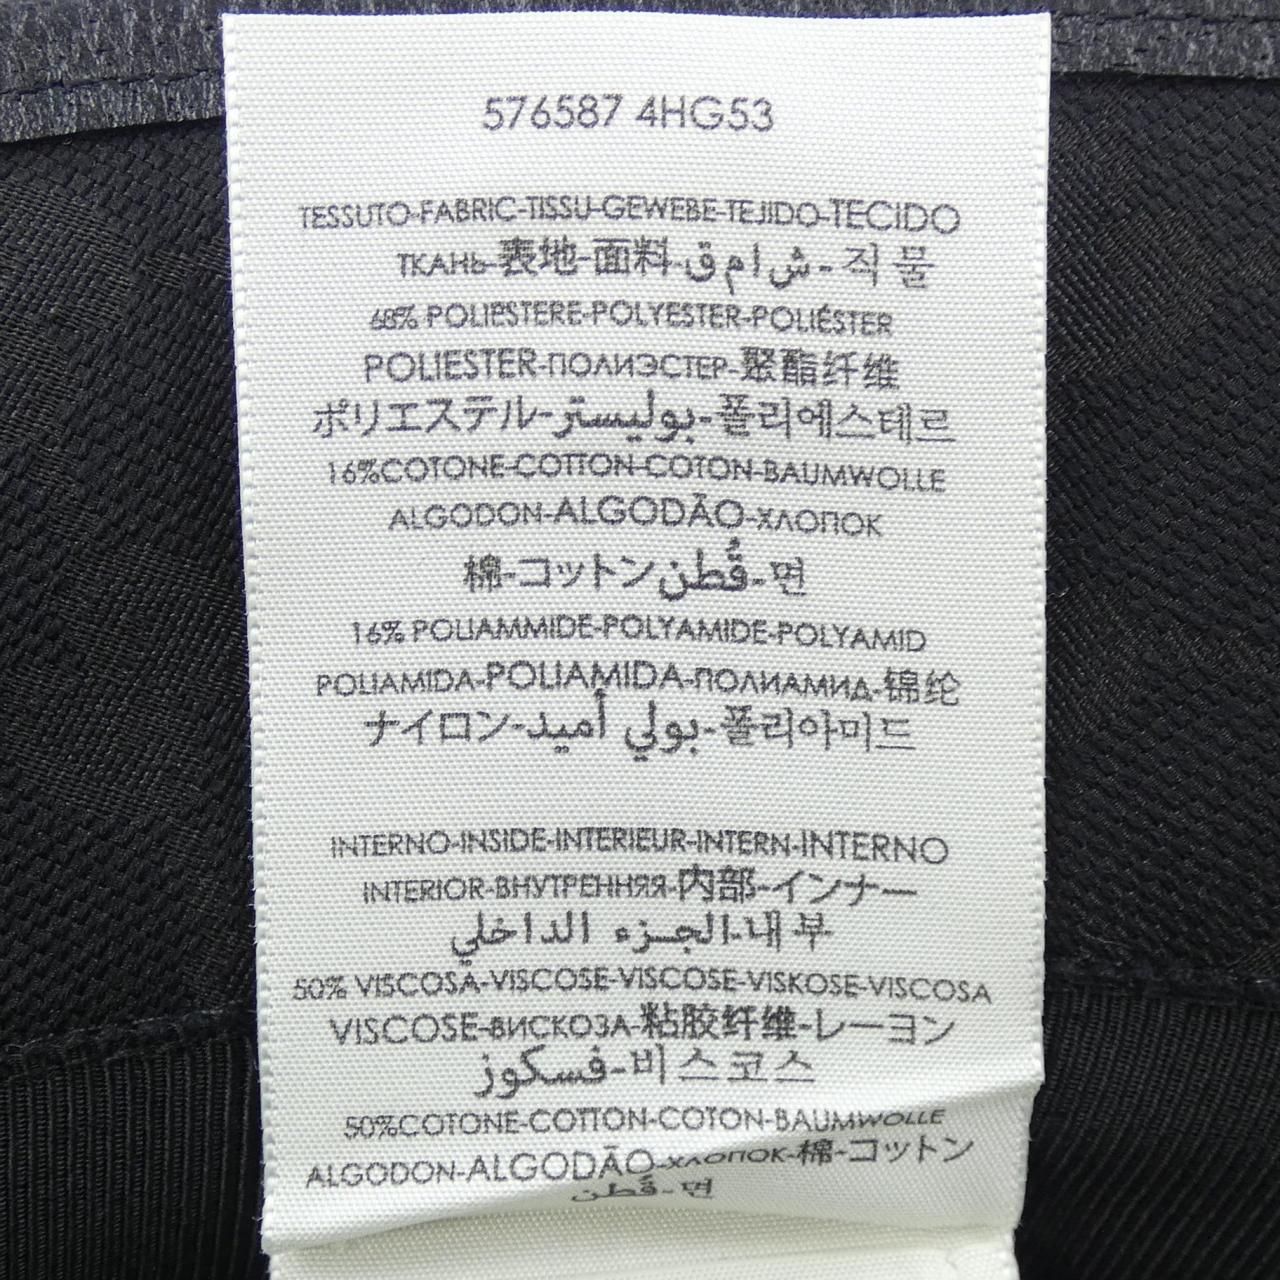 576587 4HG53
TESSUTO-FABRIC-TISSU-GEWEBE-TEJIDO-TECIDO
ТКАНЬ-表地-面料-ق م ا ش-직물
68% POLIESTERE-POLYESTER-POLIÉSTER
POLIESTER-ПОЛИЭСТЕР-聚酯纤维
ポリエステル-بوليستر-폴리에스테르
16%COTONE-COTTON-COTON-BAUMWOLLE
ALGODON-ALGODÃO-ХЛОПОК
棉-コットン قُطن-면
16% POLIAMMIDE-POLYAMIDE-POLYAMID
POLIAMIDA-POLIAMIDA-ПОЛИАМИД-锦纶
ナイロン-بولي أميد-폴리아미드
INTERNO-INSIDE-INTERIEUR-INTERN-INTERNO
INTERIOR-ВНУТРЕННЯЯ-内部-インナー
الجزء الداخلي-내부
50% VISCOSA-VISCOSE-VISCOSE-VISKOSE-VISCOSA
VISCOSE-ВИСКОЗА-粘胶纤维-レーヨン
فسكوز-비스코스
50%COTONE-COTTON-COTON-BAUMWOLLE
ALGODON-ALGODÃO-ХЛОПОК-棉-コットン
قُطن-면